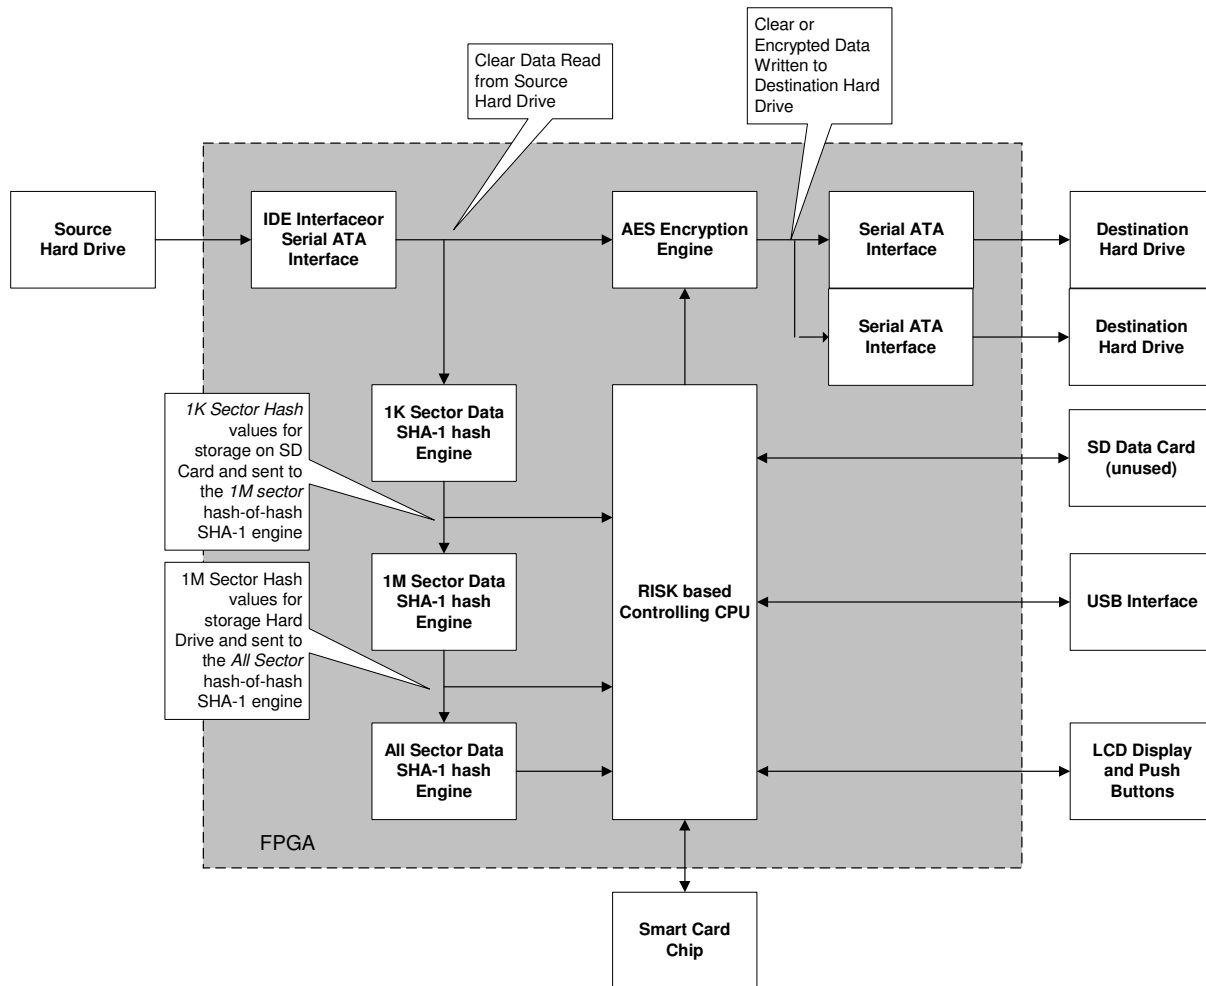 Clear Data Read
from Source
Hard Drive
Clear or
Encrypted Data
Written to
Destination Hard
Drive
Source
Hard Drive
IDE Interfaceor
Serial ATA
Interface
AES Encryption
Engine
Serial ATA
Interface
Destination
Hard Drive
Serial ATA
Interface
Destination
Hard Drive
1K Sector Hash
values for
storage on SD
Card and sent to
the 1M sector
hash-of-hash
SHA-1 engine
1K Sector Data
SHA-1 hash
Engine
SD Data Card
(unused)
1M Sector Hash
values for
storage Hard
Drive and sent to
the All Sector
hash-of-hash
SHA-1 engine
1M Sector Data
SHA-1 hash
Engine
RISK based
Controlling CPU
USB Interface
All Sector Data
SHA-1 hash
Engine
LCD Display
and Push
Buttons
FPGA
Smart Card
Chip